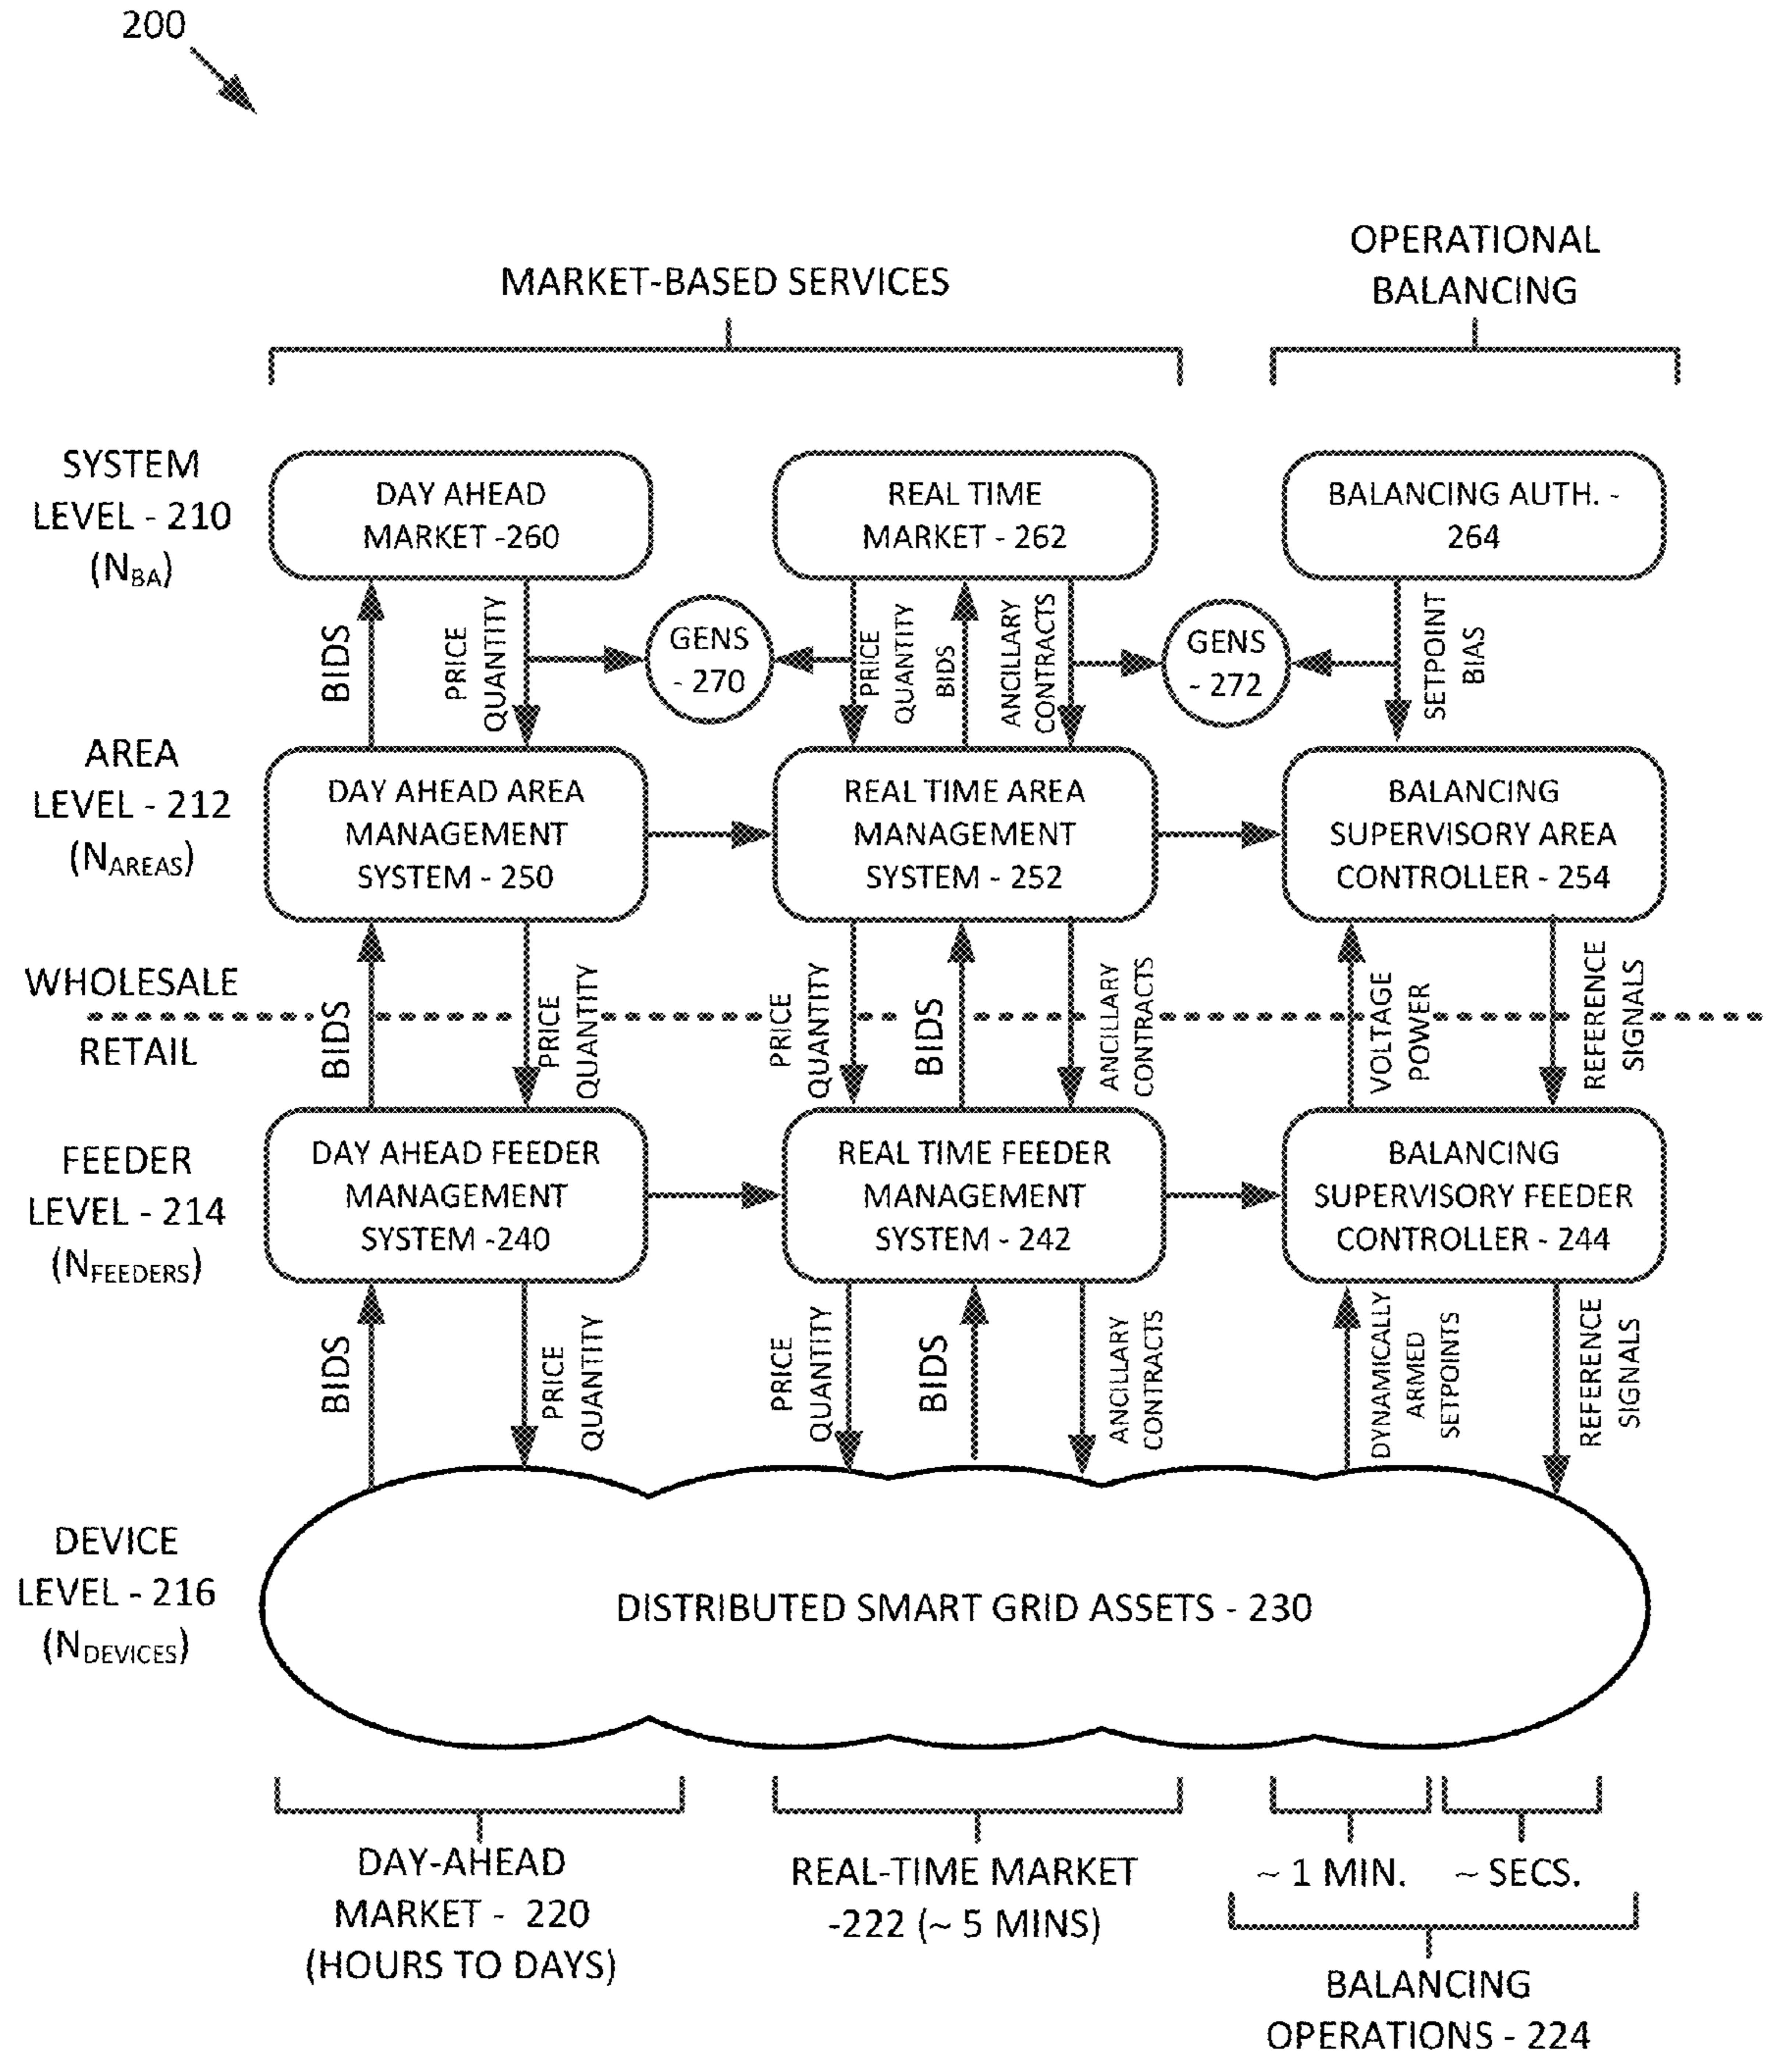 200
MARKET-BASED SERVICES
OPERATIONAL
BALANCING
SYSTEM
LEVEL - 210
(NBA)
DAY AHEAD
MARKET -260
REAL TIME
MARKET - 262
BALANCING AUTH. -
264
BIDS
PRICE
QUANTITY
GENS
- 270
PRICE
QUANTITY
BIDS
ANCILLARY
CONTRACTS
GENS
- 272
SETPOINT
BIAS
AREA
LEVEL - 212
(NAREAS)
DAY AHEAD AREA
MANAGEMENT
SYSTEM - 250
REAL TIME AREA
MANAGEMENT
SYSTEM - 252
BALANCING
SUPERVISORY AREA
CONTROLLER - 254
WHOLESALE
RETAIL
BIDS
PRICE
QUANTITY
PRICE
QUANTITY
BIDS
ANCILLARY
CONTRACTS
VOLTAGE
POWER
REFERENCE
SIGNALS
FEEDER
LEVEL - 214
(NFEEDERS)
DAY AHEAD FEEDER
MANAGEMENT
SYSTEM -240
REAL TIME FEEDER
MANAGEMENT
SYSTEM - 242
BALANCING
SUPERVISORY FEEDER
CONTROLLER - 244
BIDS
PRICE
QUANTITY
PRICE
QUANTITY
BIDS
ANCILLARY
CONTRACTS
DYNAMICALLY
ARMED
SETPOINTS
REFERENCE
SIGNALS
DEVICE
LEVEL - 216
(NDEVICES)
DISTRIBUTED SMART GRID ASSETS - 230
DAY-AHEAD
MARKET - 220
(HOURS TO DAYS)
REAL-TIME MARKET
-222 (~ 5 MINS)
~ 1 MIN.
~ SECS.
BALANCING
OPERATIONS - 224